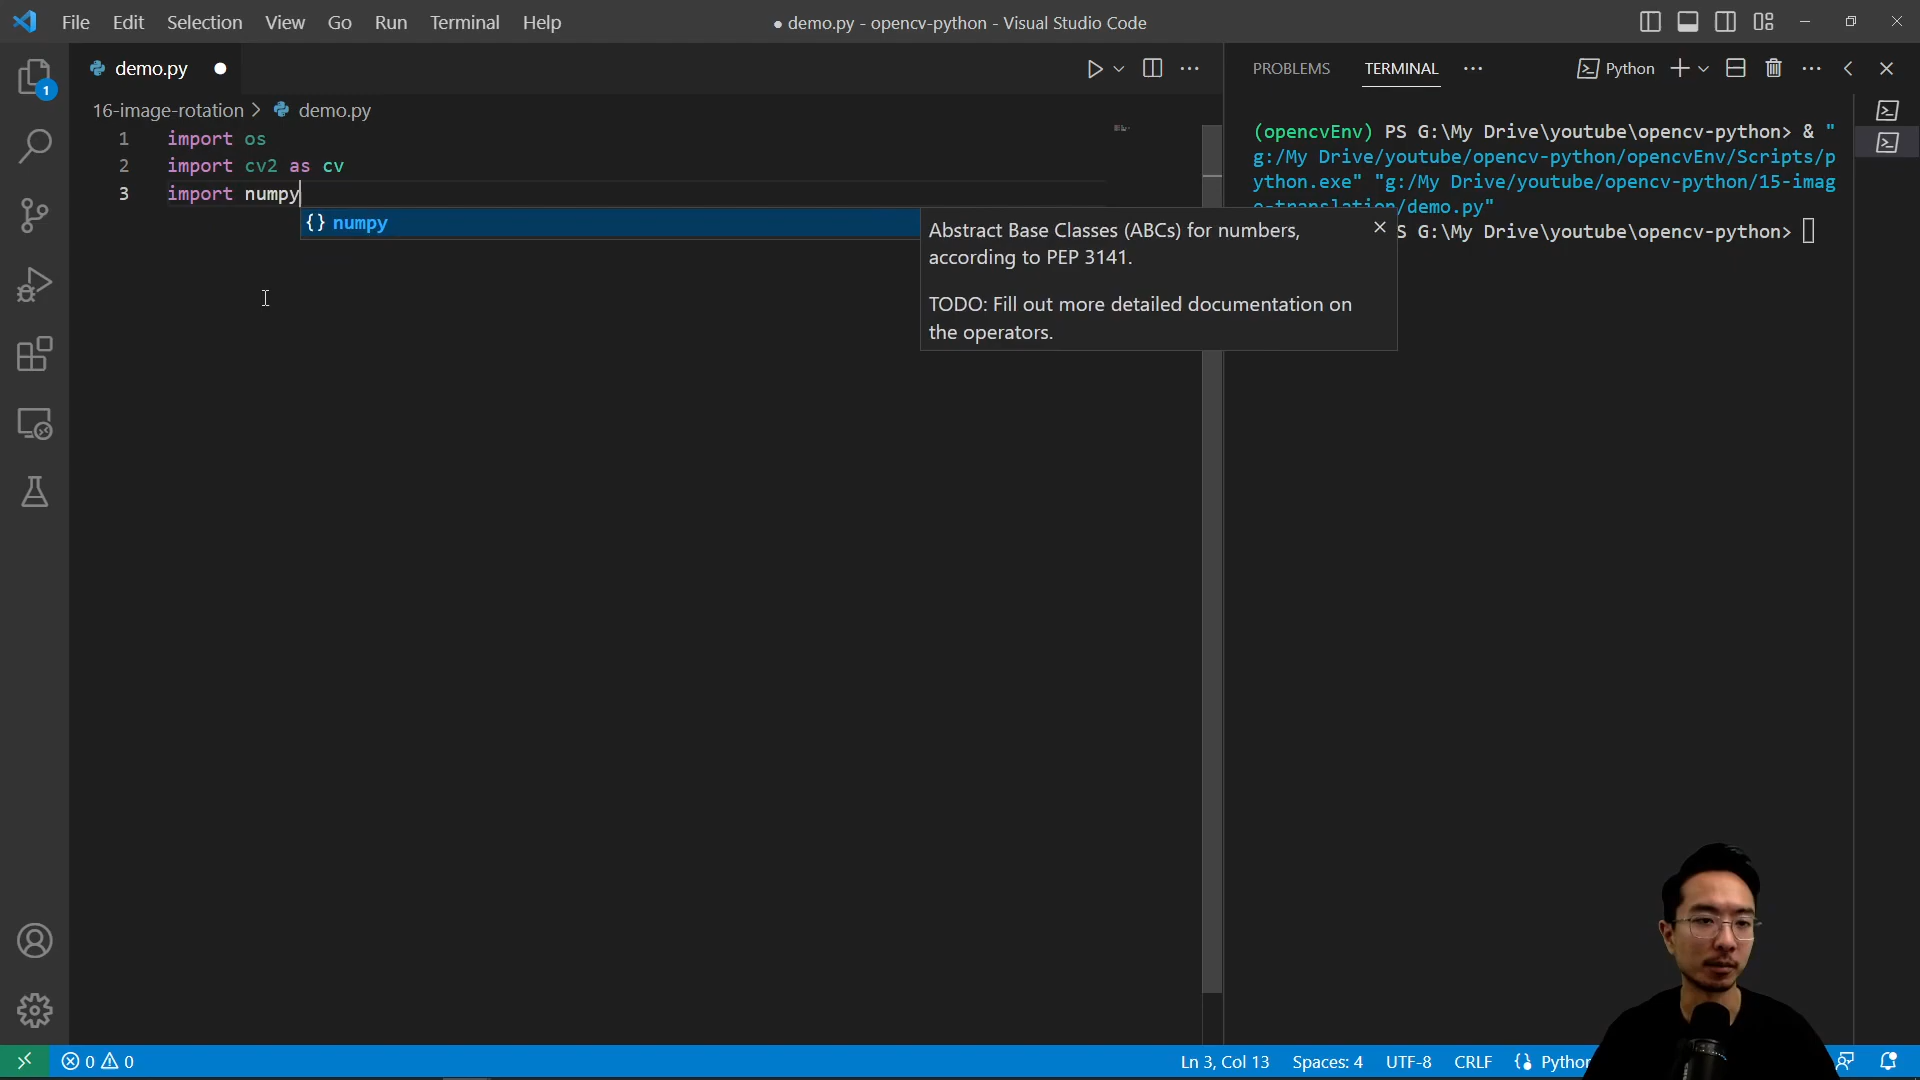 File Edit Selection View Go Run Terminal Help
● demo.py - opencv-python - Visual Studio Code
demo.py
16-image-rotation > demo.py
1 import os
2 import cv2 as cv
3 import numpy
{} numpy
Abstract Base Classes (ABCs) for numbers,
according to PEP 3141.
TODO: Fill out more detailed documentation on
the operators.
PROBLEMS TERMINAL
Python
(opencvEnv) PS G:\My Drive\youtube\opencv-python> & "
g:/My Drive/youtube/opencv-python/opencvEnv/Scripts/p
ython.exe" "g:/My Drive/youtube/opencv-python/15-imag
e-translation/demo.py"
S G:\My Drive\youtube\opencv-python>
1
0 0
Ln 3, Col 13 Spaces: 4 UTF-8 CRLF {} Python